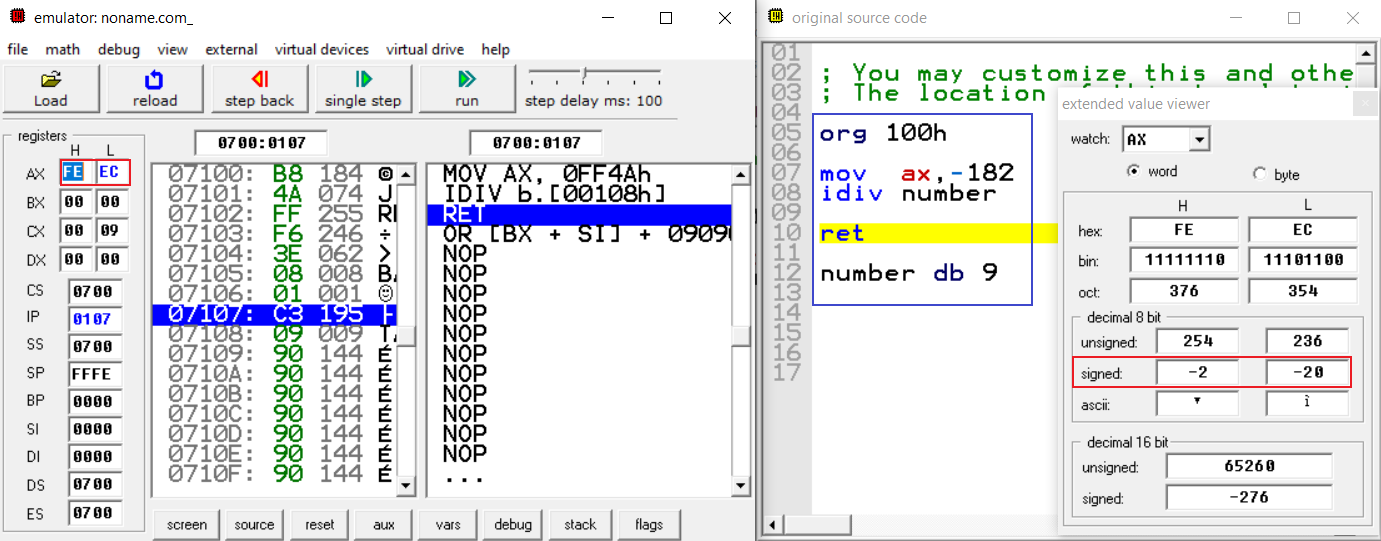 emulator: noname.com_
file math debug view external virtual devices virtual drive help
Load reload step back single step run step delay ms: 100
registers
H L
AX FE EC
BX 00 00
CX 00 09
DX 00 00
CS 0700
IP 0107
SS 0700
SP FFFE
BP 0000
SI 0000
DI 0000
DS 0700
ES 0700
0700:0107
07100: B8 184 ©
07101: 4A 074 J
07102: FF 255
07103: F6 246 ÷
07104: 3E 062 >
07105: 08 008
07106: 01 001 ☺
07107: C3 195 ├
07108: 09 009
07109: 90 144 É
0710A: 90 144 É
0710B: 90 144 É
0710C: 90 144 É
0710D: 90 144 É
0710E: 90 144 É
0710F: 90 144 É
0700:0107
MOV AX, 0FF4Ah
IDIV b.[00108h]
RET
OR [BX + SI] + 0909
NOP
NOP
NOP
NOP
NOP
NOP
NOP
NOP
NOP
NOP
NOP
...
screen source reset aux vars debug stack flags
original source code
01
02 ; You may customize this and othe
03 ; The location
04
05 org 100h
06
07 mov ax,-182
08 idiv number
09
10 ret
11
12 number db 9
13
14
15
16
17
extended value viewer
watch: AX
word byte
H L
hex: FE EC
bin: 11111110 11101100
oct: 376 354
decimal 8 bit
unsigned: 254 236
signed: -2 -20
ascii: ▼ ì
decimal 16 bit
unsigned: 65260
signed: -276